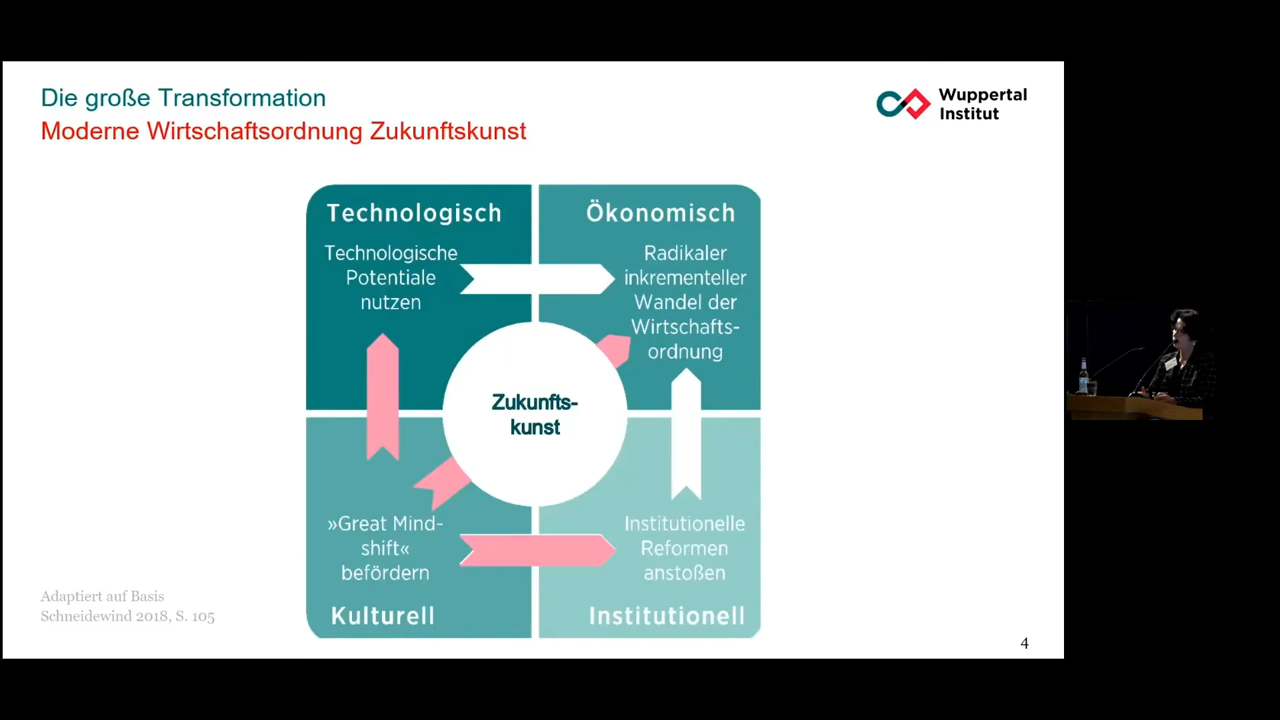 Die große Transformation
Moderne Wirtschaftsordnung Zukunftskunst
Wuppertal
Institut
Technologisch
Technologische
Potentiale
nutzen
Ökonomisch
Radikaler
inkrementeller
Wandel der
Wirtschafts-
ordnung
Zukunfts-
kunst
»Great Mind-
shift«
befördern
Kulturell
Institutionelle
Reformen
anstoßen
Institutionell
Adaptiert auf Basis
Schneidewind 2018, S. 105
4